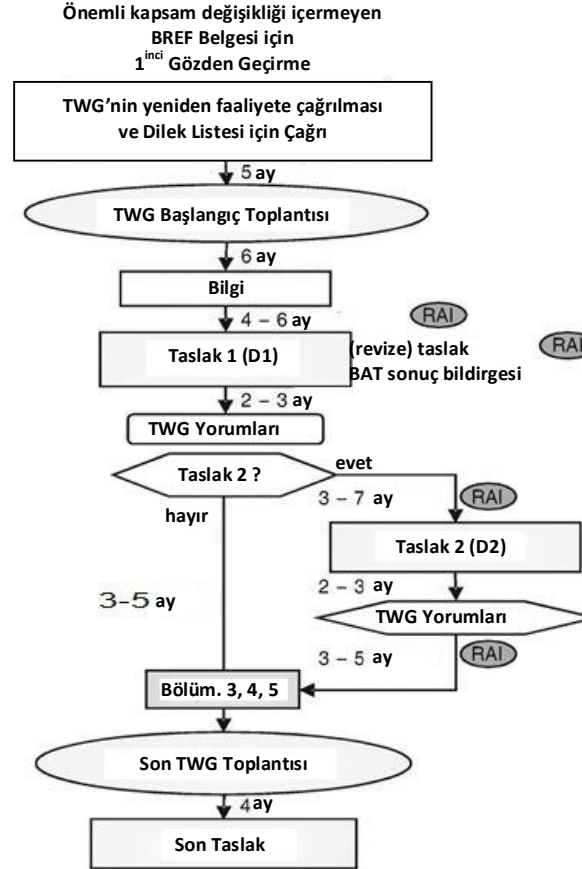 Önemli kapsam değişikliği içermeyen
BREF Belgesi için
1inci Gözden Geçirme
TWG’nin yeniden faaliyete çağrılması
ve Dilek Listesi için Çağrı
5 ay
TWG Başlangıç Toplantısı
6 ay
Bilgi
4 – 6 ay
RAI
Taslak 1 (D1)
(revize) taslak
BAT sonuç bildirgesi
RAI
2 – 3 ay
TWG Yorumları
Taslak 2 ?
evet
hayır
3 – 7 ay
RAI
Taslak 2 (D2)
2 – 3 ay
3-5 ay
TWG Yorumları
3 – 5 ay
RAI
Bölüm. 3, 4, 5
Son TWG Toplantısı
4 ay
Son Taslak